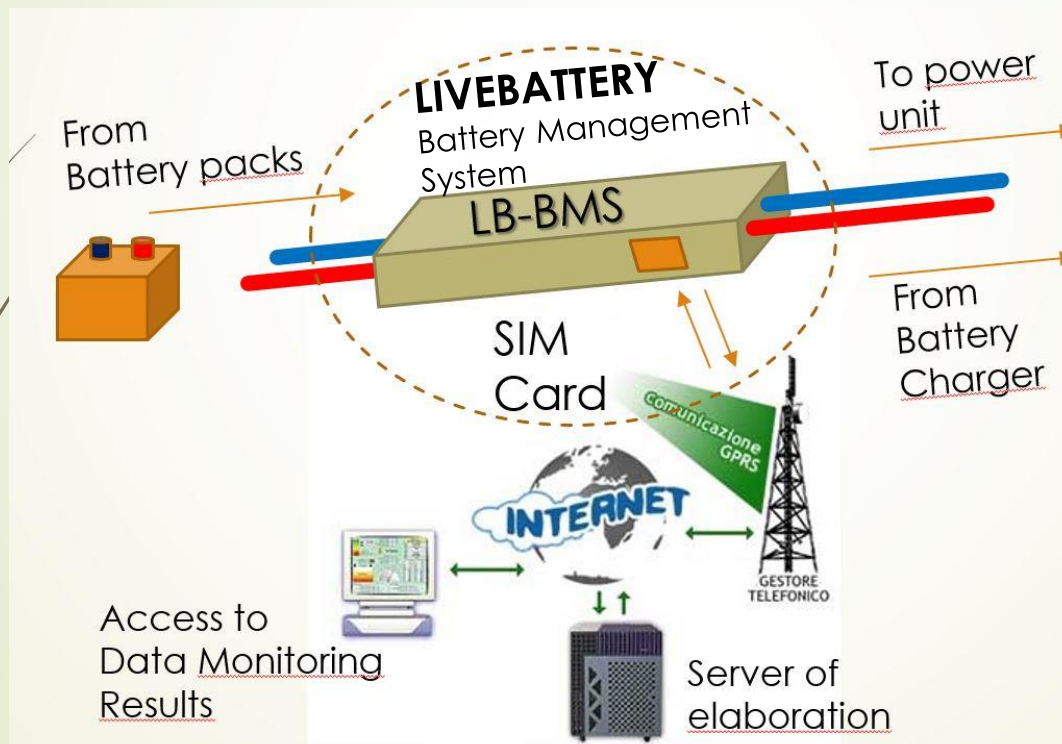 From
Battery packs
LIVEBATTERY
Battery Management
System
LB-BMS
To power
unit
From
Battery
Charger
SIM
Card
comunicazione
GPRS
INTERNET
GESTORE
TELEFONICO
Access to
Data Monitoring
Results
Server of
elaboration